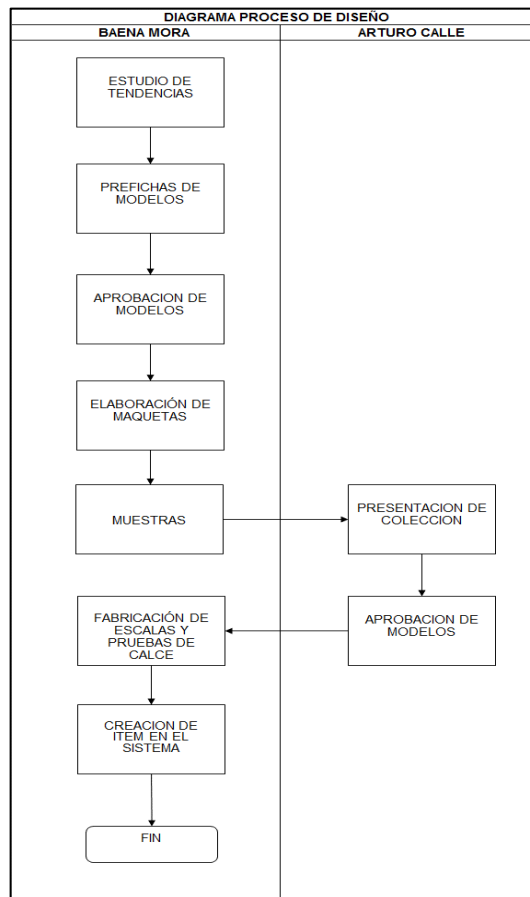 DIAGRAMA PROCESO DE DISEÑO
BAENA MORA
ARTURO CALLE
ESTUDIO DE
TENDENCIAS
PREFICHAS DE
MODELOS
APROBACION DE
MODELOS
ELABORACIÓN DE
MAQUETAS
MUESTRAS
PRESENTACION DE
COLECCION
APROBACION DE
MODELOS
FABRICACIÓN DE
ESCALAS Y
PRUEBAS DE
CALCE
CREACION DE
ITEM EN EL
SISTEMA
FIN